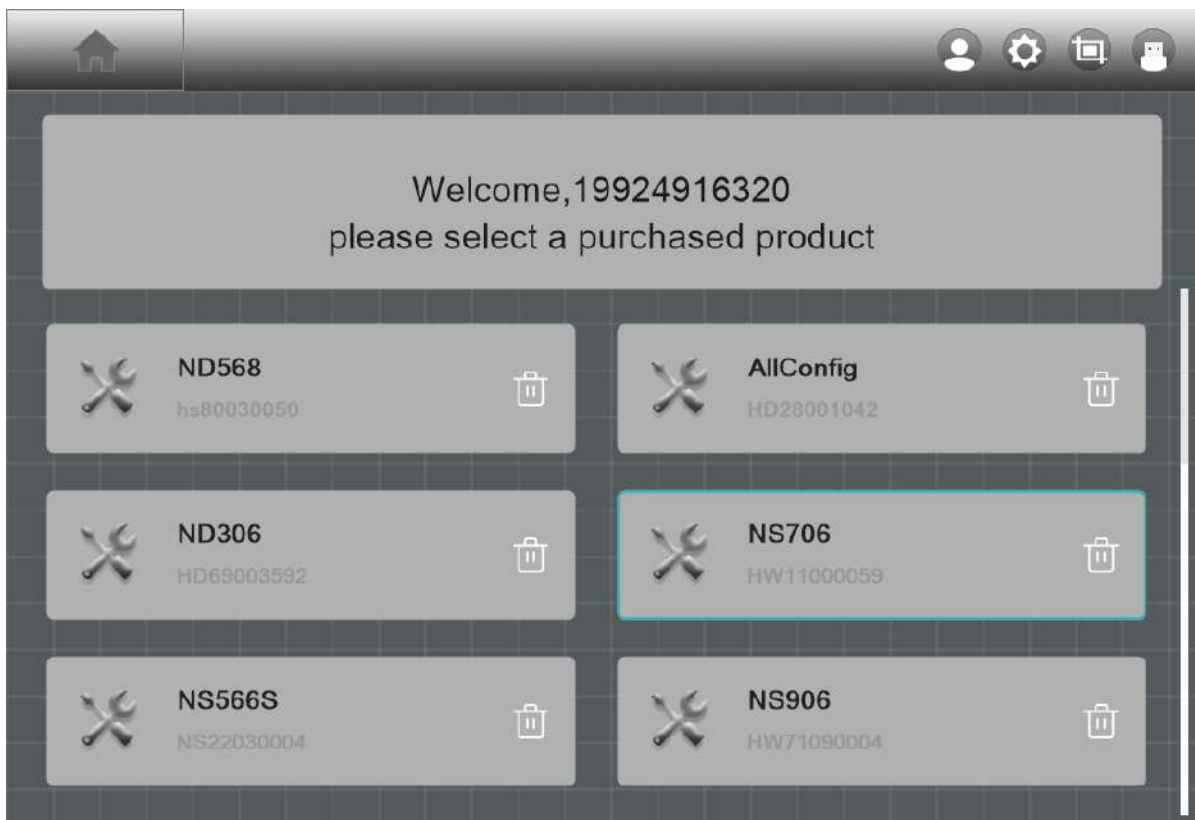 Welcome,19924916320
please select a purchased product
ND568
hs80030050
AllConfig
HD28001042
ND306
HD69003592
NS706
HW11000059
NS566S
NS22030004
NS906
HW71090004